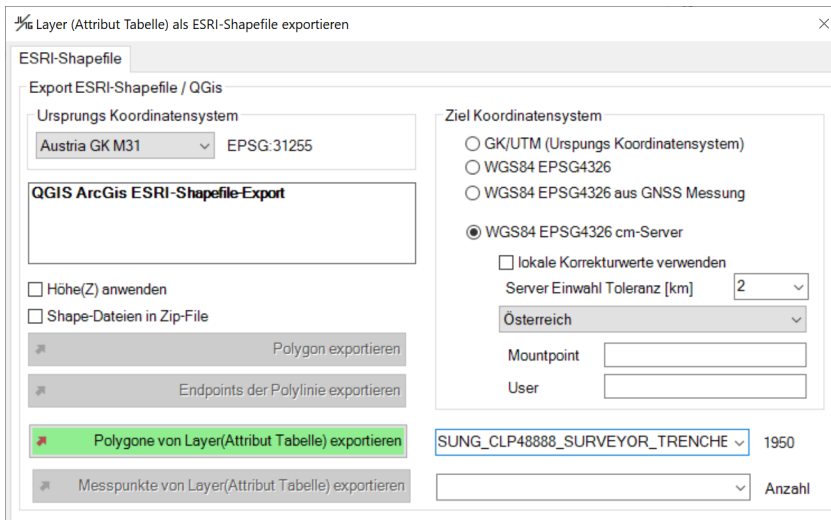 Layer (Attribut Tabelle) als ESRI-Shapefile exportieren
ESRI-Shapefile
Export ESRI-Shapefile / QGis
Ursprungs Koordinatensystem
Austria GK M31
EPSG:31255
QGIS ArcGis ESRI-Shapefile-Export
Höhe(Z) anwenden
Shape-Dateien in Zip-File
Polygon exportieren
Endpoints der Polylinie exportieren
Ziel Koordinatensystem
GK/UTM (Urspungs Koordinatensystem)
WGS84 EPSG4326
WGS84 EPSG4326 aus GNSS Messung
WGS84 EPSG4326 cm-Server
lokale Korrekturwerte verwenden
Server Einwahl Toleranz [km]
2
Österreich
Mountpoint
User
Polygone von Layer(Attribut Tabelle) exportieren
SUNG_CLP48888_SURVEYOR_TRENCHE
1950
Messpunkte von Layer(Attribut Tabelle) exportieren
Anzahl